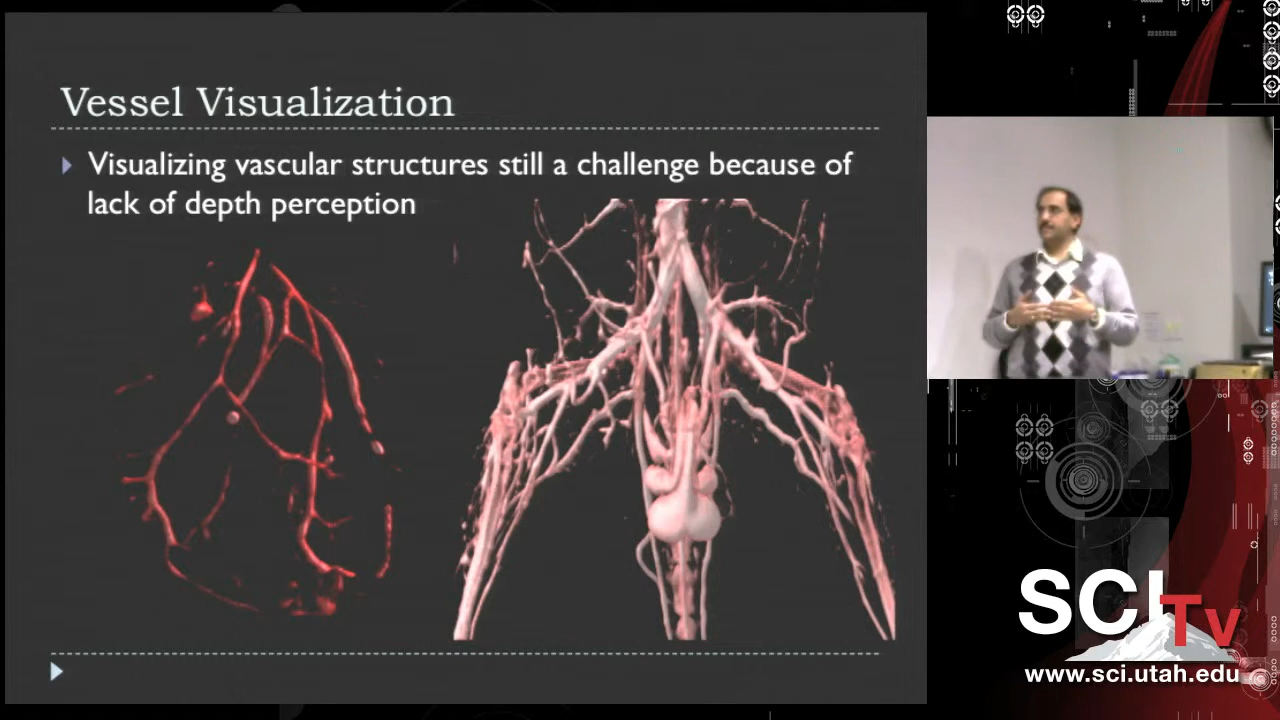 Vessel Visualization
Visualizing vascular structures still a challenge because of
lack of depth perception
SCI
Tv
www.sci.utah.edu